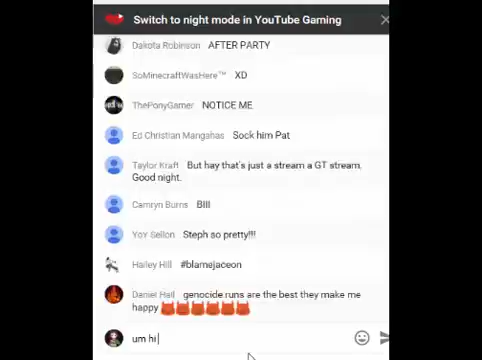 Switch to night mode in YouTube Gaming
Dakota Robinson AFTER PARTY
SoMinecraftWasHere™ XD
ThePonyGamer NOTICE ME
Ed Christian Mangahas Sock him Pat
Taylor Kraft But hay that's just a stream a GT stream.
Good night.
Camryn Burns BIll
YoY Sellon Steph so pretty!!!
Hailey Hill #blamejaceon
Daniel Hall genocide runs are the best they make me
happy
um hi